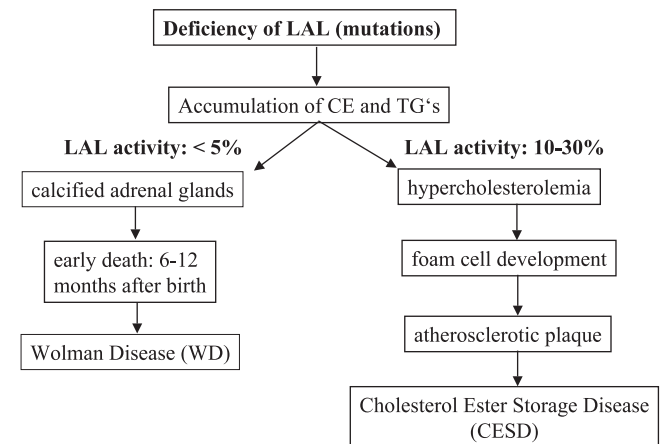 Deficiency of LAL (mutations)
Accumulation of CE and TG‘s
LAL activity: < 5%
calcified adrenal glands
early death: 6-12
months after birth
Wolman Disease (WD)
LAL activity: 10-30%
hypercholesterolemia
foam cell development
atherosclerotic plaque
Cholesterol Ester Storage Disease
(CESD)